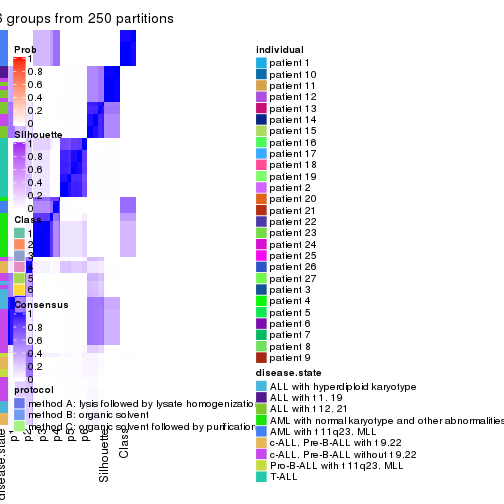 6 groups from 250 partitions
Prob
1
0.8
0.6
0.4
0.2
0
Silhouette
1
0.8
0.6
0.4
0.2
0
Class
1
2
3
4
5
6
Consensus
1
0.8
0.6
0.4
0.2
0
protocol
method A: lysis followed by lysate homogenizatio
method B: organic solvent
method C: organic solvent followed by purification
disease.state
p1
p2
p3
p4
p5
p6
Silhouette
Class
individual
patient 1
patient 10
patient 11
patient 12
patient 13
patient 14
patient 15
patient 16
patient 17
patient 18
patient 19
patient 2
patient 20
patient 21
patient 22
patient 23
patient 24
patient 25
patient 26
patient 27
patient 3
patient 4
patient 5
patient 6
patient 7
patient 8
patient 9
disease.state
ALL with hyperdiploid karyotype
ALL with t 1. 19
ALL with t 12. 21
AML with normal karyotype and other abnormalities
AML with t 11q23. MLL
c-ALL. Pre-B-ALL with t 9.22
c-ALL. Pre-B-ALL without t 9.22
Pro-B-ALL with t 11q23. MLL
T-ALL